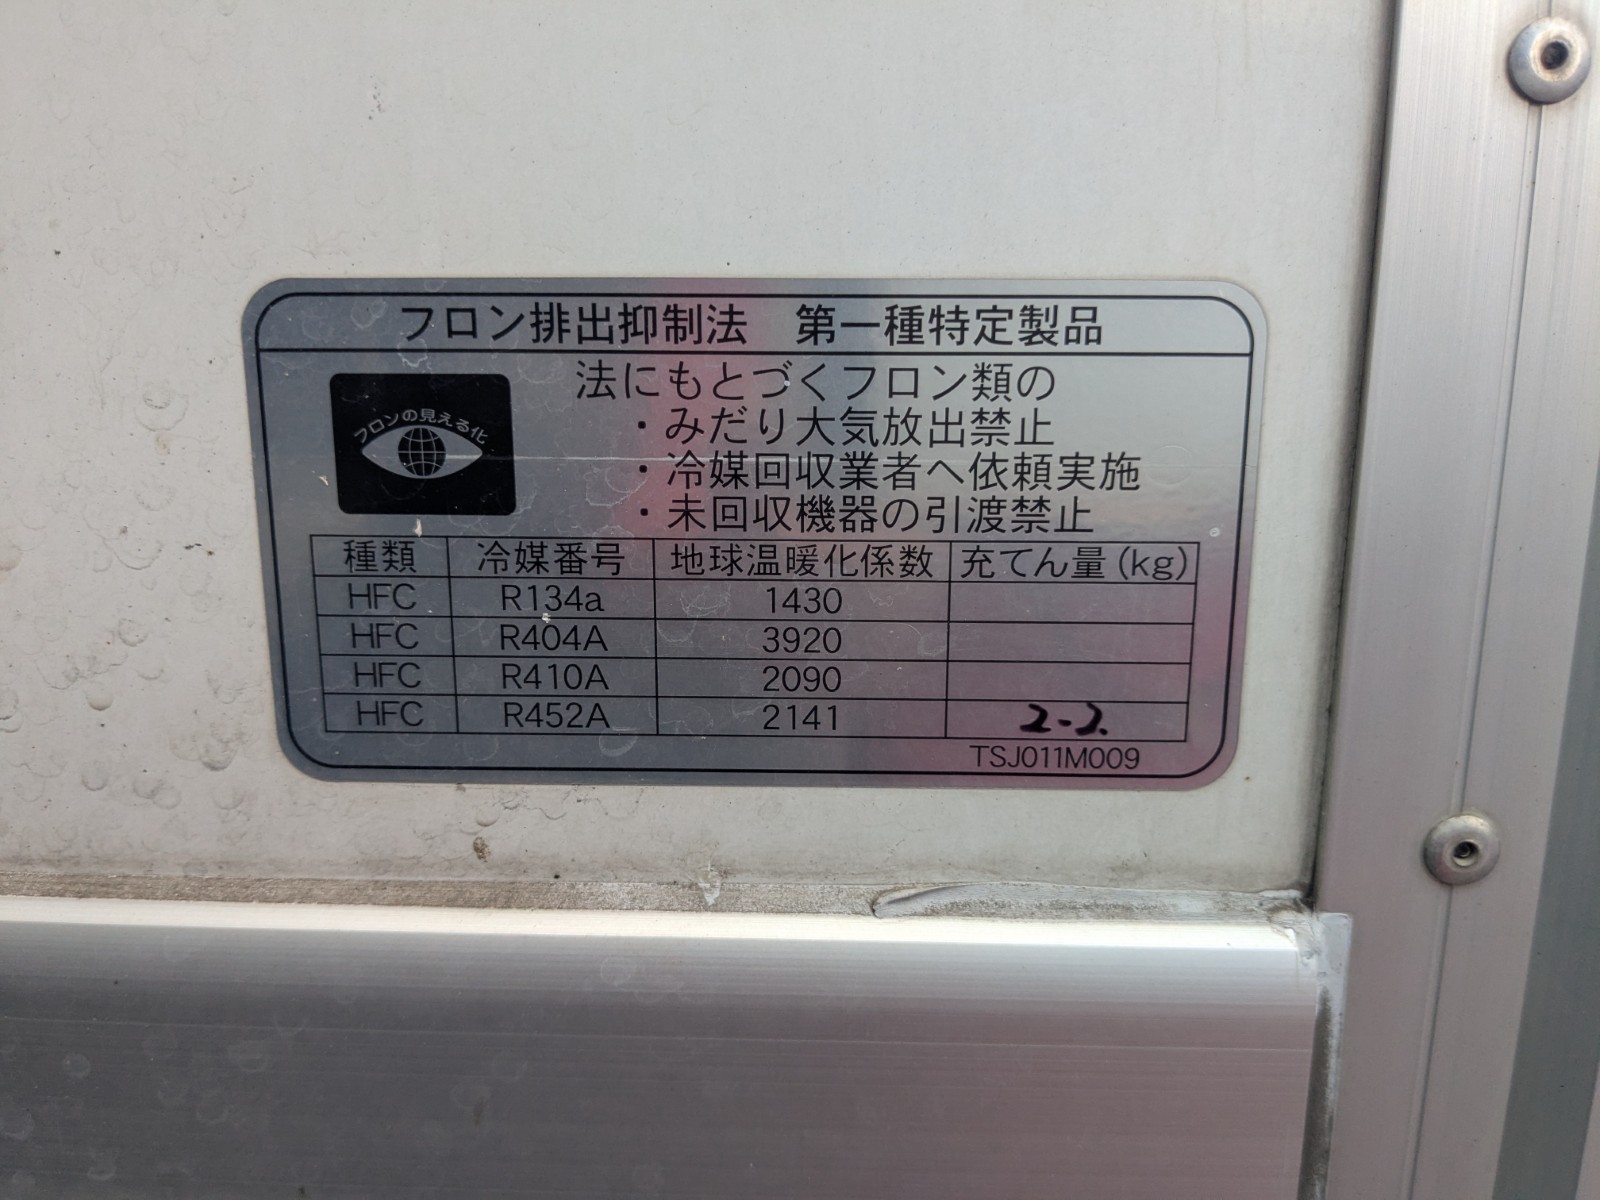 フロン排出抑制法　第一種特定製品
フロンの見える化
法にもとづくフロン類の
・みだり大気放出禁止
・冷媒回収業者へ依頼実施
・未回収機器の引渡禁止
種類 冷媒番号 地球温暖化係数 充てん量(kg)
HFC R134a 1430
HFC R404A 3920
HFC R410A 2090
HFC R452A 2141 2-2.
TSJ011M009